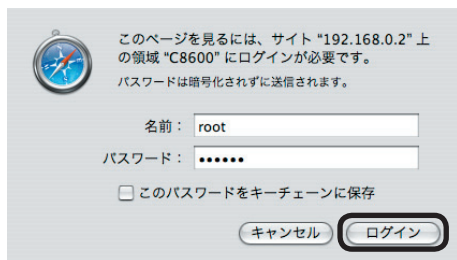 このページを見るには、サイト “192.168.0.2” 上
の領域 “C8600” にログインが必要です。
パスワードは暗号化されずに送信されます。
名前： root
パスワード： ••••••
このパスワードをキーチェーンに保存
キャンセル ログイン